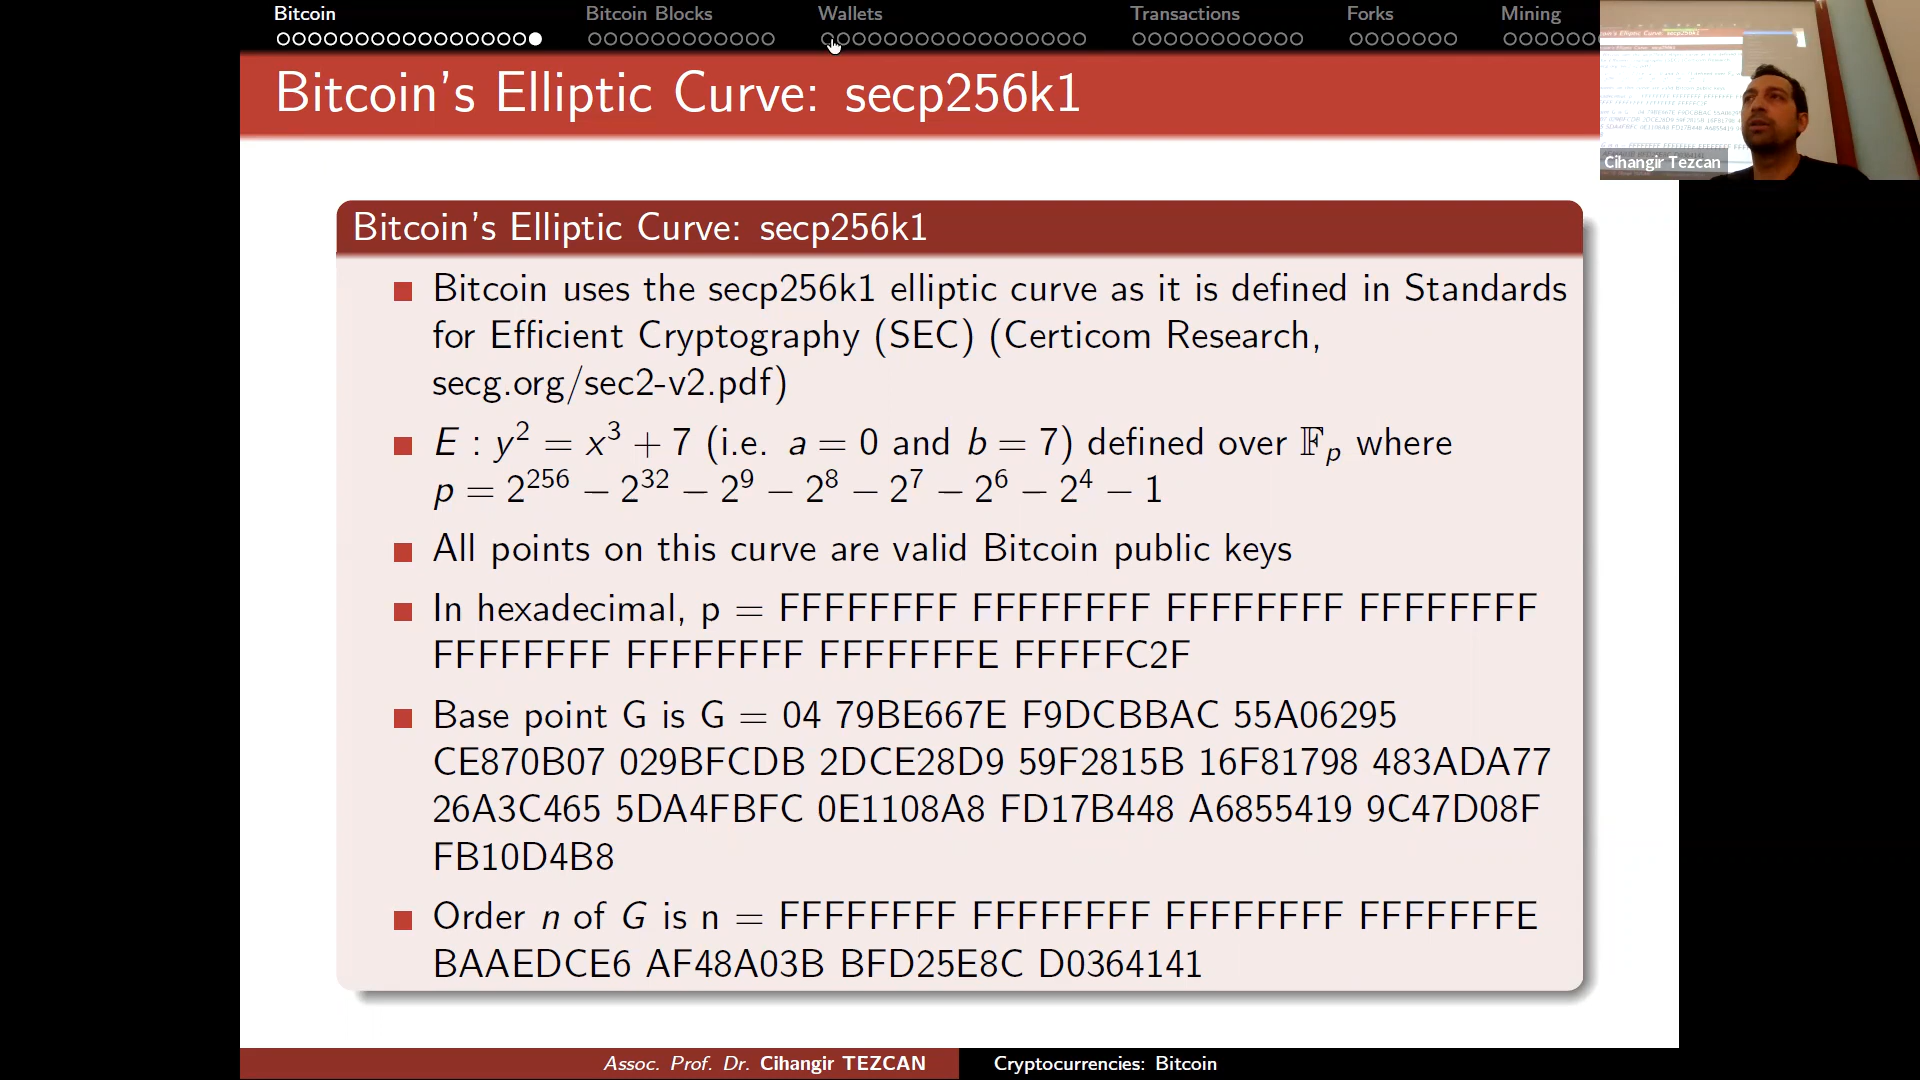 Bitcoin Bitcoin Blocks Wallets Transactions Forks Mining
Bitcoin's Elliptic Curve: secp256k1
Cihangir Tezcan
Bitcoin's Elliptic Curve: secp256k1
Bitcoin uses the secp256k1 elliptic curve as it is defined in Standards
for Efficient Cryptography (SEC) (Certicom Research,
secg.org/sec2-v2.pdf)
E : y² = x³ + 7 (i.e. a = 0 and b = 7) defined over 𝔽ₚ where
p = 2²⁵⁶ − 2³² − 2⁹ − 2⁸ − 2⁷ − 2⁶ − 2⁴ − 1
All points on this curve are valid Bitcoin public keys
In hexadecimal, p = FFFFFFFF FFFFFFFF FFFFFFFF FFFFFFFF
FFFFFFFF FFFFFFFF FFFFFFFE FFFFFC2F
Base point G is G = 04 79BE667E F9DCBBAC 55A06295
CE870B07 029BFCDB 2DCE28D9 59F2815B 16F81798 483ADA77
26A3C465 5DA4FBFC 0E1108A8 FD17B448 A6855419 9C47D08F
FB10D4B8
Order n of G is n = FFFFFFFF FFFFFFFF FFFFFFFF FFFFFFFE
BAAEDCE6 AF48A03B BFD25E8C D0364141
Assoc. Prof. Dr. Cihangir TEZCAN Cryptocurrencies: Bitcoin